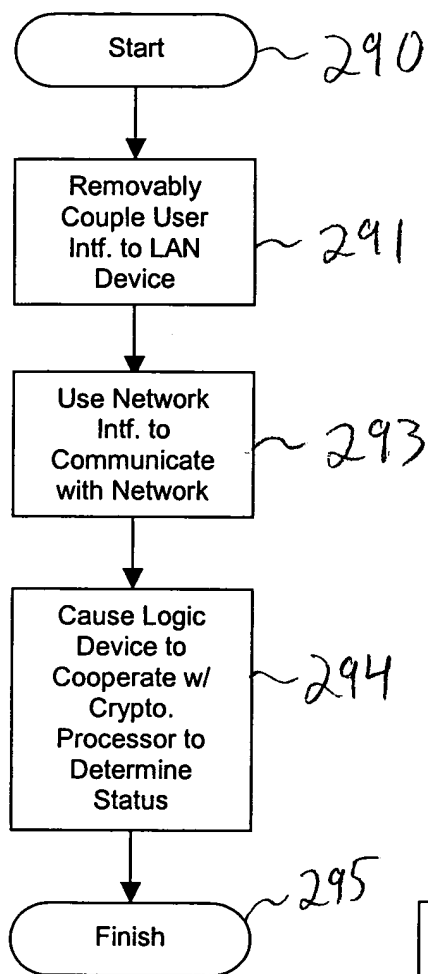 Start
290
Removably
Couple User
Intf. to LAN
Device
291
Use Network
Intf. to
Communicate
with Network
293
Cause Logic
Device to
Cooperate w/
Crypto.
Processor to
Determine
Status
294
Finish
295